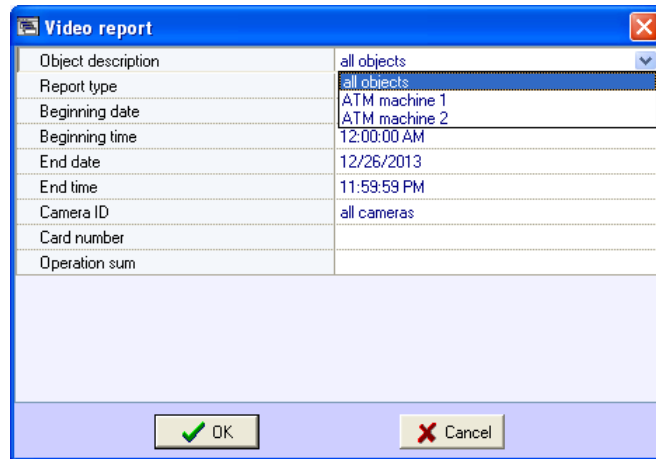 Video report
Object description all objects
all objects
Report type
ATM machine 1
Beginning date
ATM machine 2
Beginning time 12:00:00 AM
End date 12/26/2013
End time 11:59:59 PM
Camera ID all cameras
Card number
Operation sum
OK Cancel